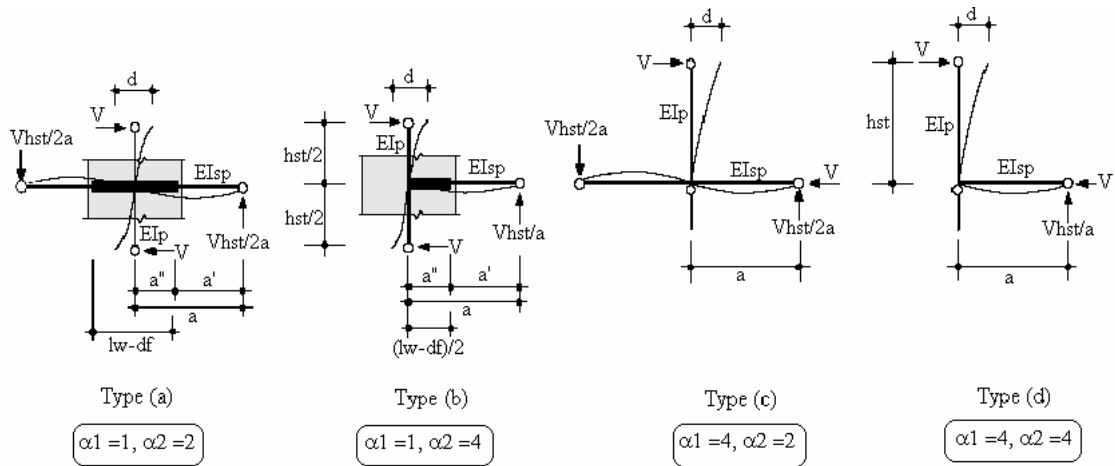 d
V
Vhst/2a
EIsp
EIp
V
Vhst/2a
a"
a'
a
lw-df
Type (a)
α1 =1, α2 =2
d
V
EIp
hst/2
EIsp
hst/2
V
Vhst/a
a"
a'
a
(lw-df)/2
Type (b)
α1 =1, α2 =4
d
V
EIp
Vhst/2a
EIsp
V
Vhst/2a
a
Type (c)
α1 =4, α2 =2
d
V
hst
EIp
EIsp
V
Vhst/a
a
Type (d)
α1 =4, α2 =4